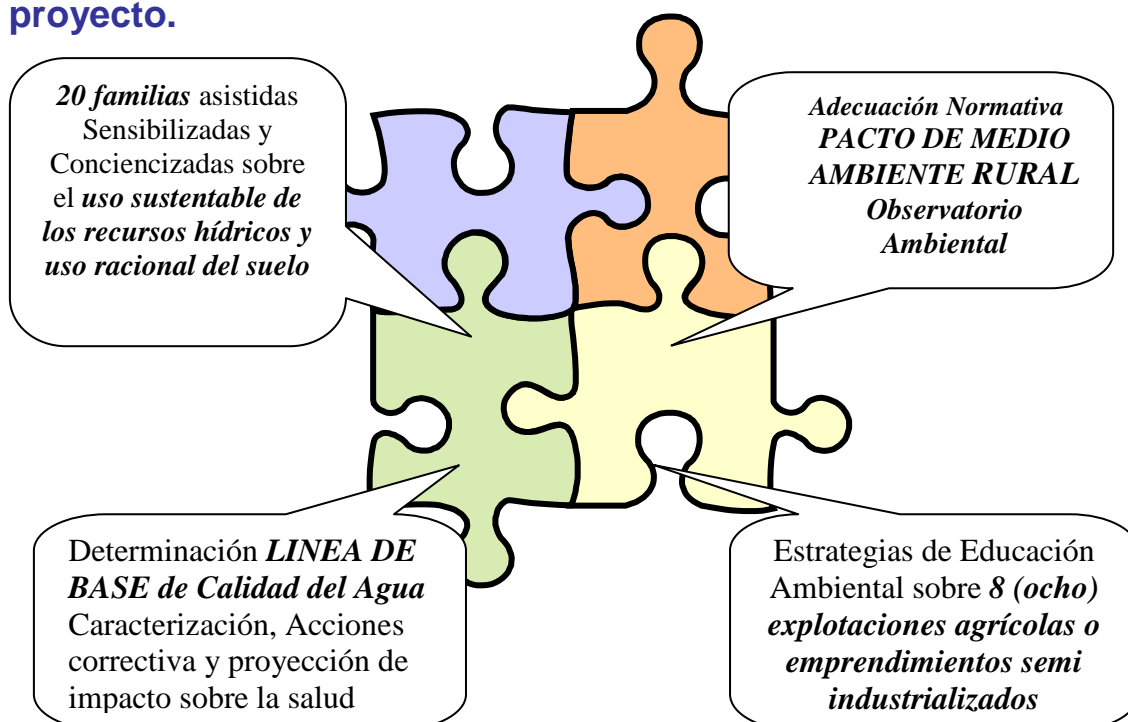 proyecto.
20 familias asistidas
Sensibilizadas y
Conciencizadas sobre
el uso sustentable de
los recursos hídricos y
uso racional del suelo
Adecuación Normativa
PACTO DE MEDIO
AMBIENTE RURAL
Observatorio
Ambiental
Determinación LINEA DE
BASE de Calidad del Agua
Caracterización, Acciones
correctiva y proyección de
impacto sobre la salud
Estrategias de Educación
Ambiental sobre 8 (ocho)
explotaciones agrícolas o
emprendimientos semi
industrializados